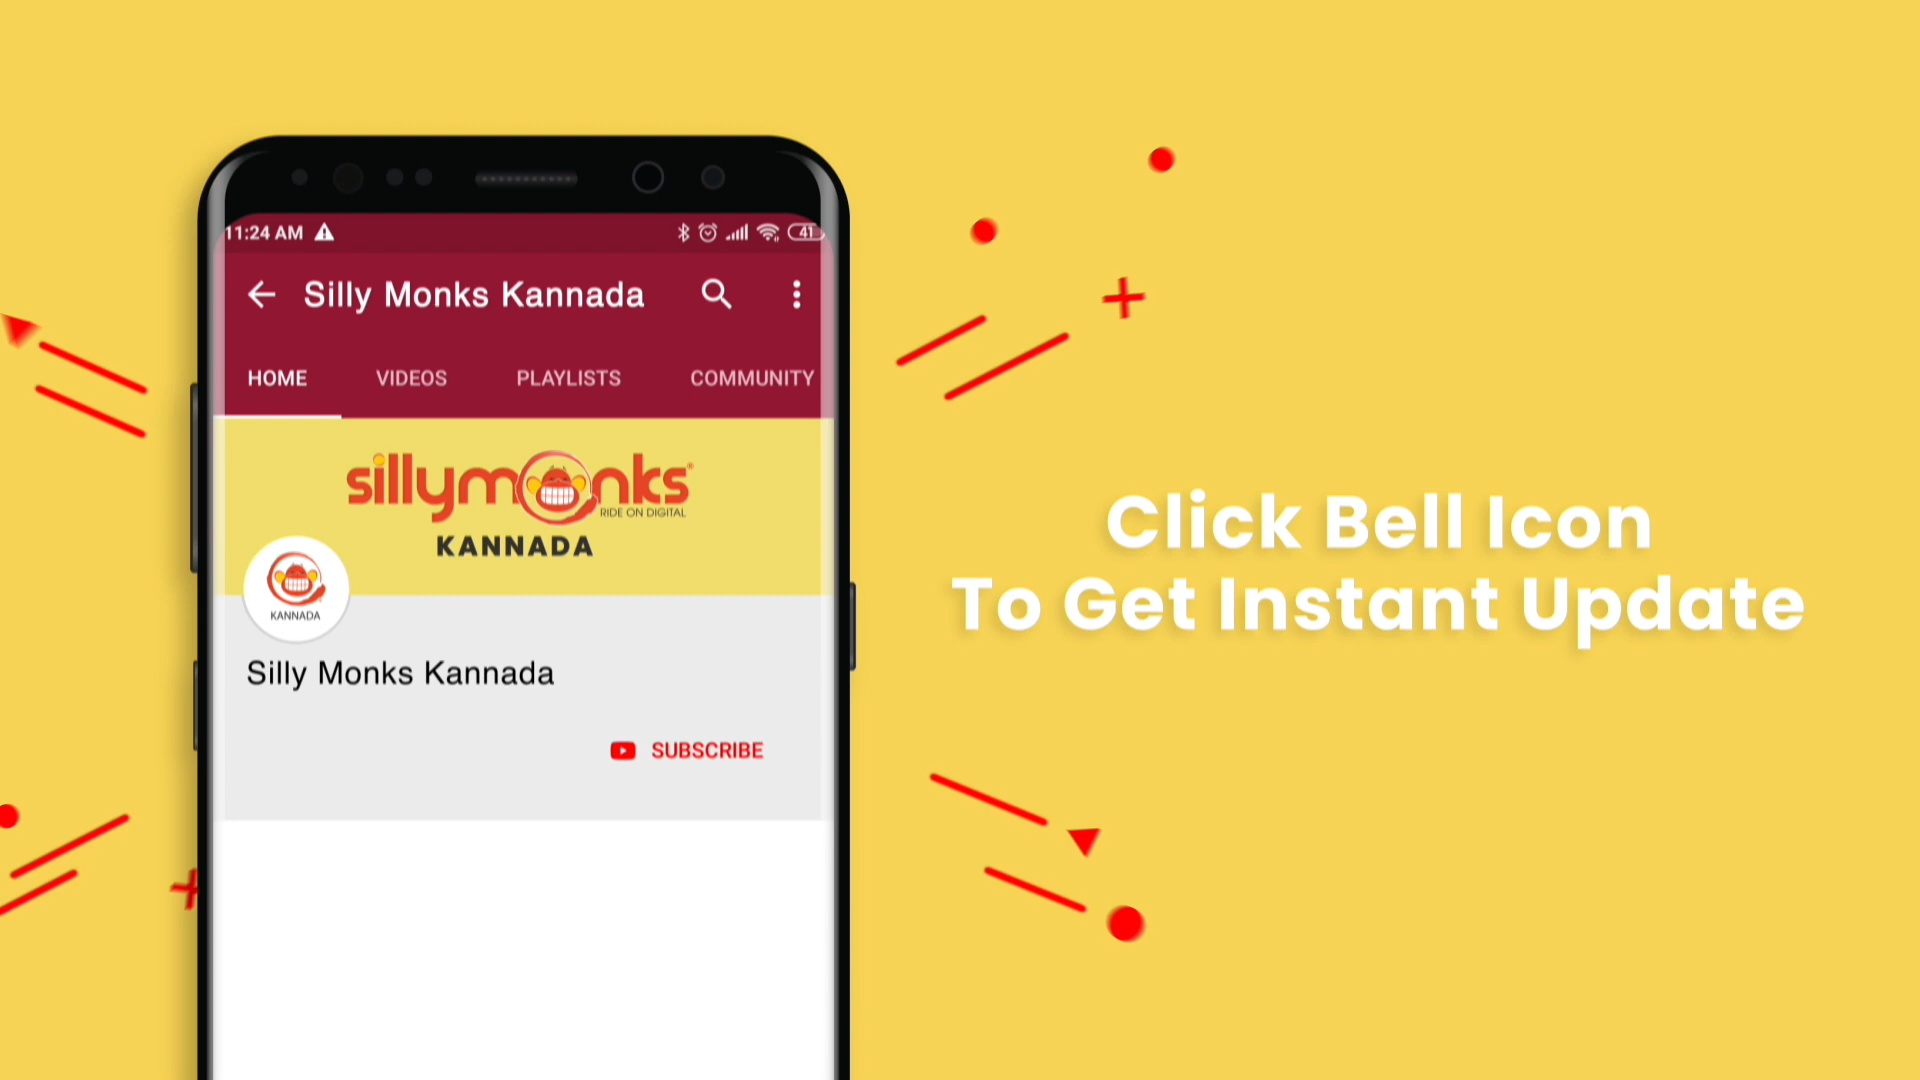 11:24 AM
41
Silly Monks Kannada
HOME VIDEOS PLAYLISTS COMMUNITY
sillymonks
RIDE ON DIGITAL
KANNADA
KANNADA
Silly Monks Kannada
SUBSCRIBE
Click Bell Icon
To Get Instant Update